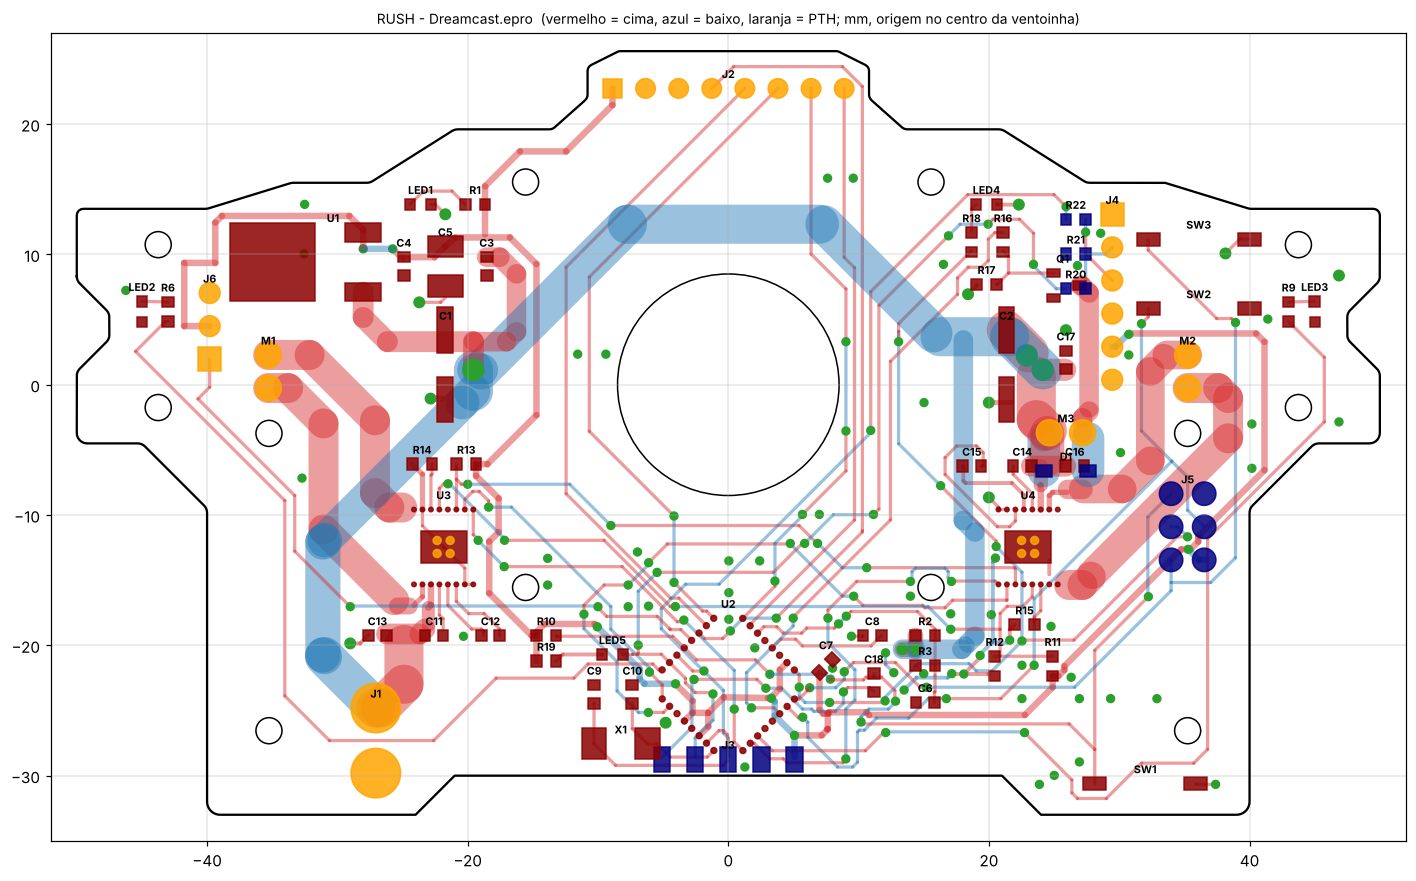 RUSH - Dreamcast.epro  (vermelho = cima, azul = baixo, laranja = PTH; mm, origem no centro da ventoinha)
J2
20
LED1 R1
LED4
R22 J4
U1 C5 R18 R16 SW3
C4 C3 R21
10
J6 R17 Q1 R20
LED2 R6 SW2 R9 LED3
C1 C2
M1 C17 M2
0
M3
R14 R13 C15 C14 D1 C16
J5
U3 U4
−10
U2
R15
C13 C11 C12 R10 C8 R2
−20
R19 LED5 C7 R3 R12 R11
C9 C10 C18
J1 C6
X1
J3
SW1
−30
−40 −20 0 20 40